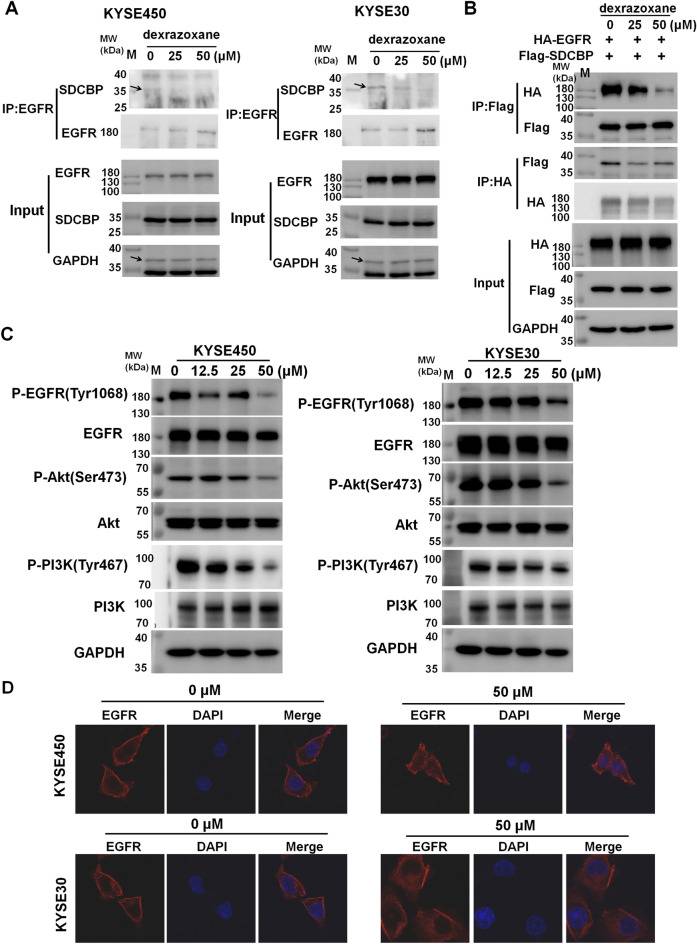 A
KYSE450
KYSE30
MW
(kDa)
dexrazoxane
M 0 25 50 (μM)
IP:EGFR
SDCBP
40
35
25
EGFR
180
Input
EGFR
180
130
100
SDCBP
35
25
GAPDH
40
35
MW
(kDa)
dexrazoxane
M 0 25 50 (μM)
IP:EGFR
SDCBP
40
35
25
EGFR
180
Input
EGFR
180
130
100
SDCBP
35
25
GAPDH
40
35
B
dexrazoxane
0 25 50 (μM)
HA-EGFR + + +
Flag-SDCBP + + +
MW
(kDa)
M
IP:Flag
HA
180
130
100
Flag
40
35
IP:HA
Flag
40
35
HA
180
130
100
Input
HA
180
130
100
Flag
40
35
GAPDH
40
35
C
KYSE450
MW
(kDa)
M 0 12.5 25 50 (μM)
P-EGFR(Tyr1068)
180
130
EGFR
180
130
P-Akt(Ser473)
70
55
Akt
70
55
P-PI3K(Tyr467)
100
70
PI3K
100
70
GAPDH
40
35
KYSE30
MW
(kDa)
M 0 12.5 25 50 (μM)
P-EGFR(Tyr1068)
180
130
EGFR
180
130
P-Akt(Ser473)
70
55
Akt
70
55
P-PI3K(Tyr467)
100
70
PI3K
100
70
GAPDH
40
35
D
0 μM
50 μM
EGFR DAPI Merge
EGFR DAPI Merge
KYSE450
0 μM
50 μM
EGFR DAPI Merge
EGFR DAPI Merge
KYSE30